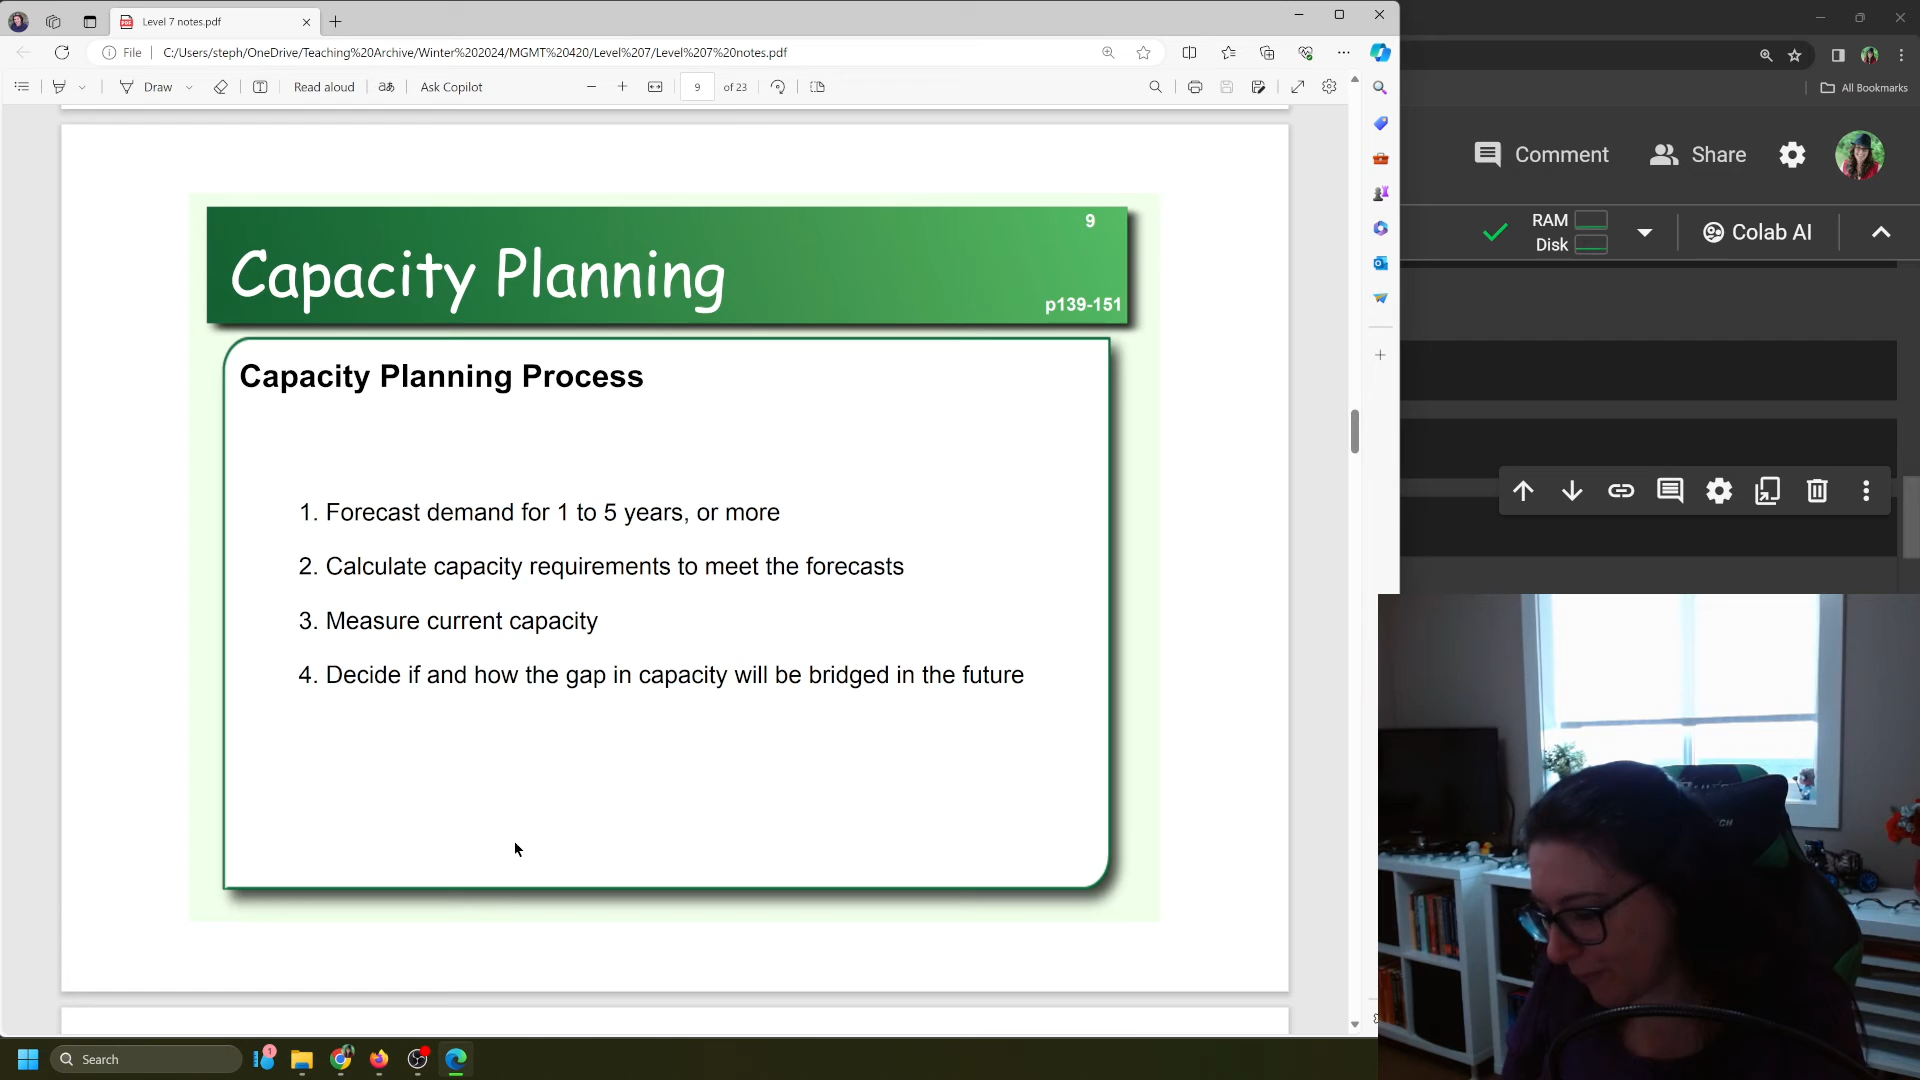 Level 7 notes.pdf
File
C:/Users/steph/OneDrive/Teaching%20Archive/Winter%202024/MGMT%20420/Level%207/Level%207%20notes.pdf
Draw
Read aloud
Ask Copilot
9
of 23
All Bookmarks
Comment
Share
RAM
Disk
Colab AI
9
Capacity Planning
p139-151
Capacity Planning Process
1. Forecast demand for 1 to 5 years, or more
2. Calculate capacity requirements to meet the forecasts
3. Measure current capacity
4. Decide if and how the gap in capacity will be bridged in the future
Search
1